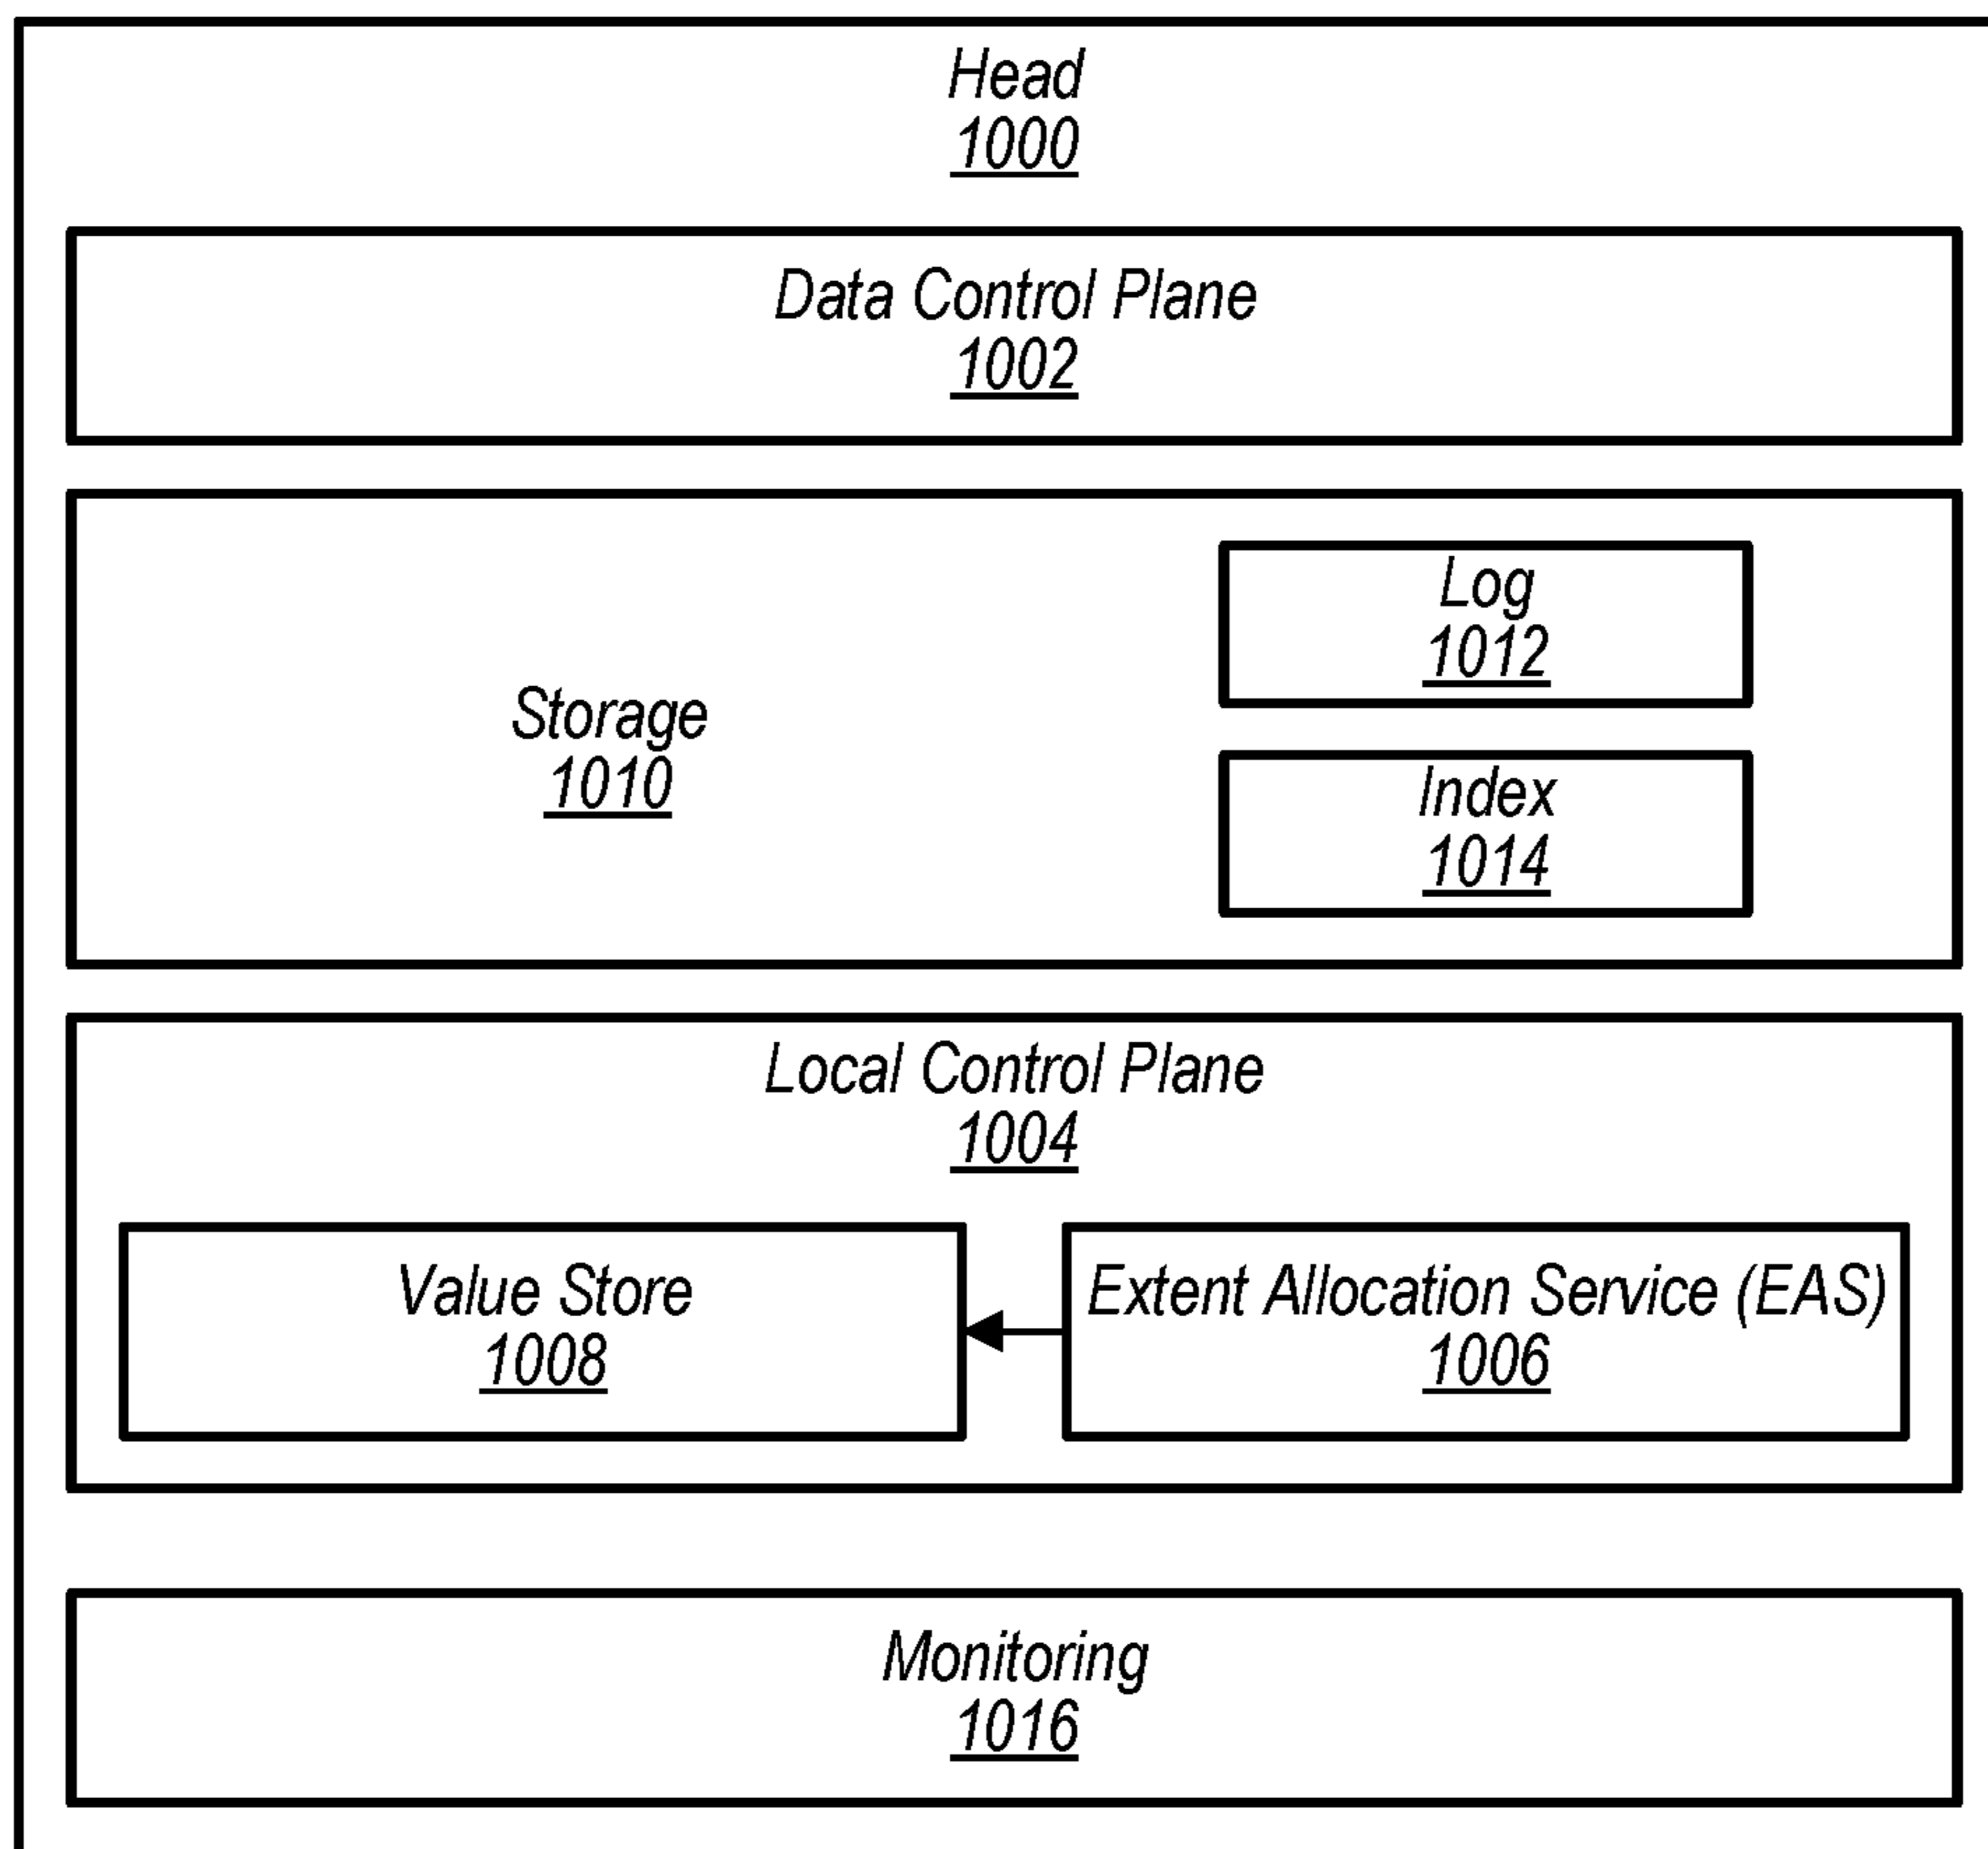 Head
1000
Data Control Plane
1002
Storage
1010
Log
1012
Index
1014
Local Control Plane
1004
Value Store
1008
Extent Allocation Service (EAS)
1006
Monitoring
1016